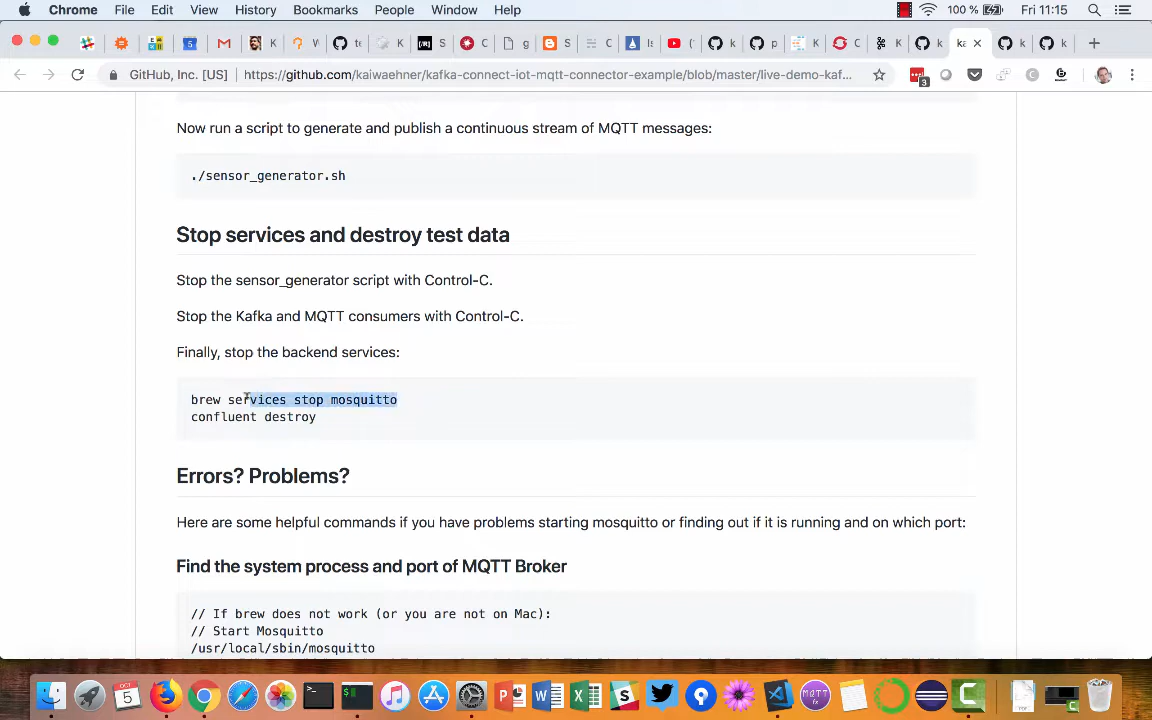 Chrome File Edit View History Bookmarks People Window Help 100 % Fri 11:15
GitHub, Inc. [US] https://github.com/kaiwaehner/kafka-connect-iot-mqtt-connector-example/blob/master/live-demo-kaf...
Now run a script to generate and publish a continuous stream of MQTT messages:
./sensor_generator.sh
Stop services and destroy test data
Stop the sensor_generator script with Control-C.
Stop the Kafka and MQTT consumers with Control-C.
Finally, stop the backend services:
brew services stop mosquitto
confluent destroy
Errors? Problems?
Here are some helpful commands if you have problems starting mosquitto or finding out if it is running and on which port:
Find the system process and port of MQTT Broker
// If brew does not work (or you are not on Mac):
// Start Mosquitto
/usr/local/sbin/mosquitto